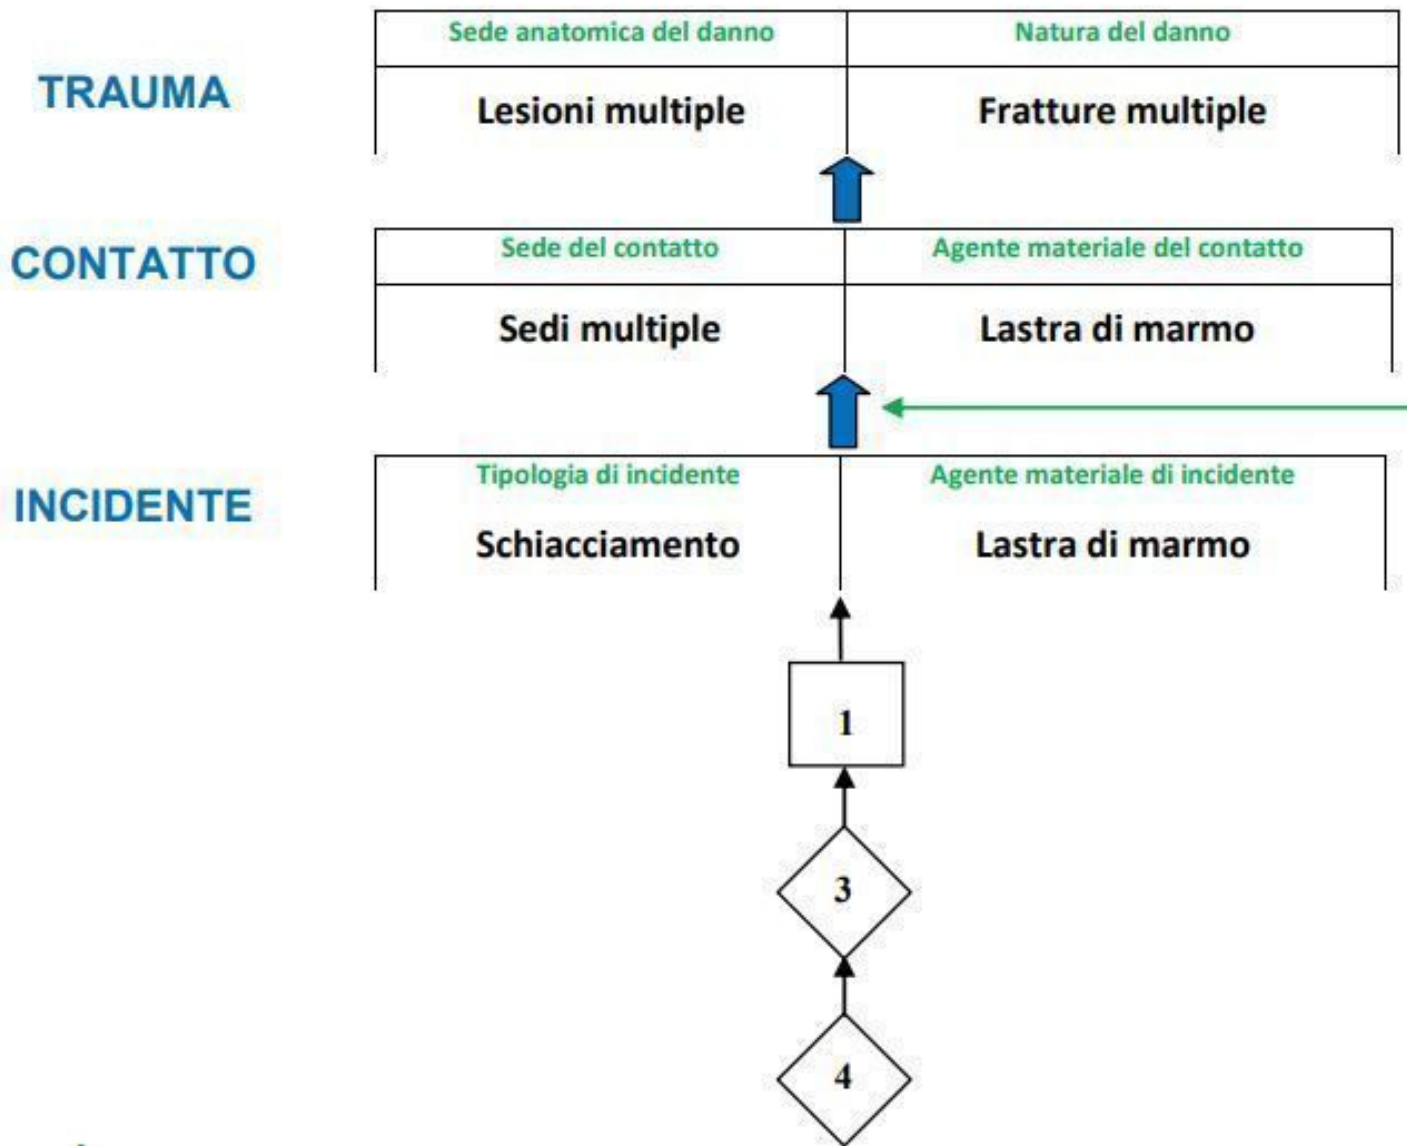 Sede anatomica del danno Natura del danno
TRAUMA
Lesioni multiple Fratture multiple
CONTATTO
Sede del contatto Agente materiale del contatto
Sedi multiple Lastra di marmo
INCIDENTE
Tipologia di incidente Agente materiale di incidente
Schiacciamento Lastra di marmo
1
3
4